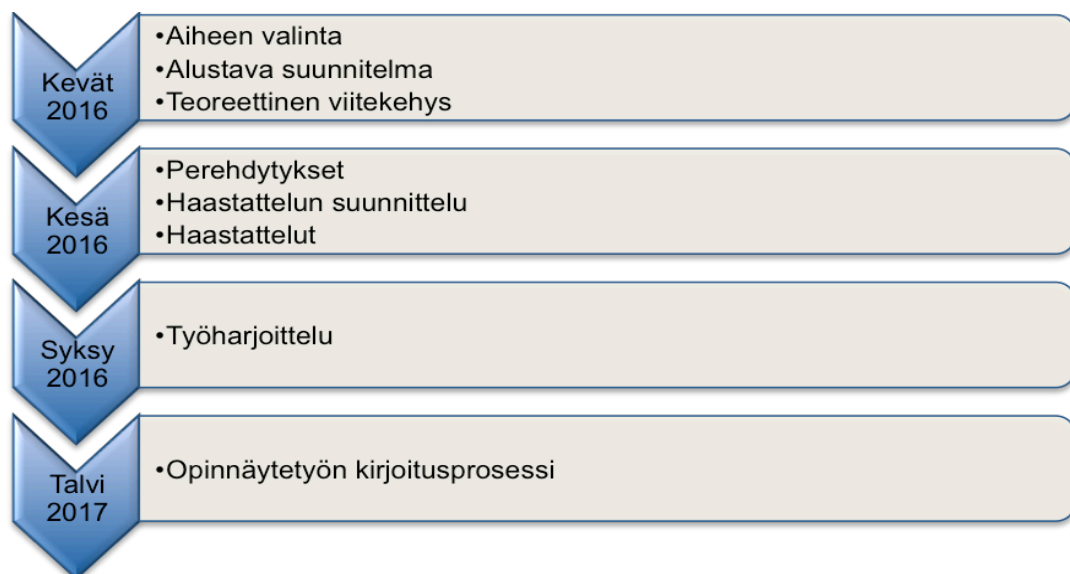 Kevät
2016
•Aiheen valinta
•Alustava suunnitelma
•Teoreettinen viitekehys
Kesä
2016
•Perehdytykset
•Haastattelun suunnittelu
•Haastattelut
Syksy
2016
•Työharjoittelu
Talvi
2017
•Opinnäytetyön kirjoitusprosessi